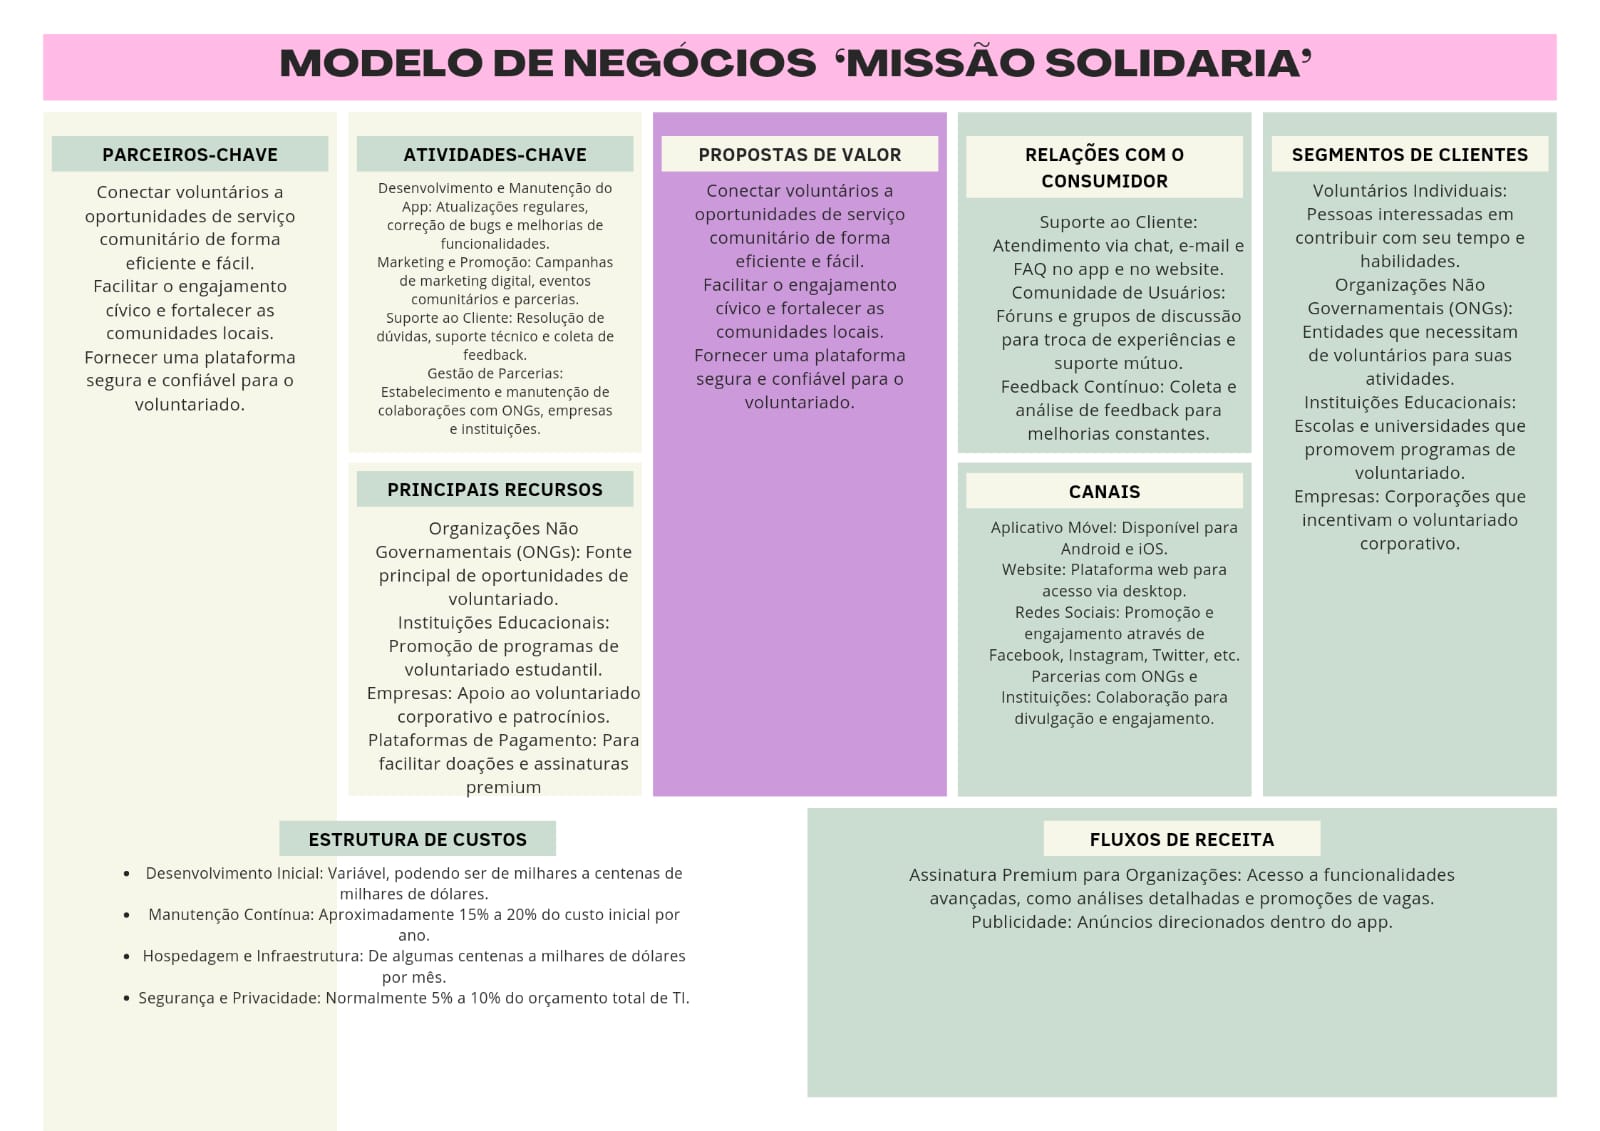 MODELO DE NEGÓCIOS ‘MISSÃO SOLIDARIA’
PARCEIROS-CHAVE
Conectar voluntários a
oportunidades de serviço
comunitário de forma
eficiente e fácil.
Facilitar o engajamento
cívico e fortalecer as
comunidades locais.
Fornecer uma plataforma
segura e confiável para o
voluntariado.
ATIVIDADES-CHAVE
Desenvolvimento e Manutenção do
App: Atualizações regulares,
correção de bugs e melhorias de
funcionalidades.
Marketing e Promoção: Campanhas
de marketing digital, eventos
comunitários e parcerias.
Suporte ao Cliente: Resolução de
dúvidas, suporte técnico e coleta de
feedback.
Gestão de Parcerias:
Estabelecimento e manutenção de
colaborações com ONGs, empresas
e instituições.
PRINCIPAIS RECURSOS
Organizações Não
Governamentais (ONGs): Fonte
principal de oportunidades de
voluntariado.
Instituições Educacionais:
Promoção de programas de
voluntariado estudantil.
Empresas: Apoio ao voluntariado
corporativo e patrocínios.
Plataformas de Pagamento: Para
facilitar doações e assinaturas
premium
PROPOSTAS DE VALOR
Conectar voluntários a
oportunidades de serviço
comunitário de forma
eficiente e fácil.
Facilitar o engajamento
cívico e fortalecer as
comunidades locais.
Fornecer uma plataforma
segura e confiável para o
voluntariado.
RELAÇÕES COM O
CONSUMIDOR
Suporte ao Cliente:
Atendimento via chat, e-mail e
FAQ no app e no website.
Comunidade de Usuários:
Fóruns e grupos de discussão
para troca de experiências e
suporte mútuo.
Feedback Contínuo: Coleta e
análise de feedback para
melhorias constantes.
CANAIS
Aplicativo Móvel: Disponível para
Android e iOS.
Website: Plataforma web para
acesso via desktop.
Redes Sociais: Promoção e
engajamento através de
Facebook, Instagram, Twitter, etc.
Parcerias com ONGs e
Instituições: Colaboração para
divulgação e engajamento.
SEGMENTOS DE CLIENTES
Voluntários Individuais:
Pessoas interessadas em
contribuir com seu tempo e
habilidades.
Organizações Não
Governamentais (ONGs):
Entidades que necessitam
de voluntários para suas
atividades.
Instituições Educacionais:
Escolas e universidades que
promovem programas de
voluntariado.
Empresas: Corporações que
incentivam o voluntariado
corporativo.
ESTRUTURA DE CUSTOS
• Desenvolvimento Inicial: Variável, podendo ser de milhares a centenas de
milhares de dólares.
• Manutenção Contínua: Aproximadamente 15% a 20% do custo inicial por
ano.
• Hospedagem e Infraestrutura: De algumas centenas a milhares de dólares
por mês.
• Segurança e Privacidade: Normalmente 5% a 10% do orçamento total de TI.
FLUXOS DE RECEITA
Assinatura Premium para Organizações: Acesso a funcionalidades
avançadas, como análises detalhadas e promoções de vagas.
Publicidade: Anúncios direcionados dentro do app.